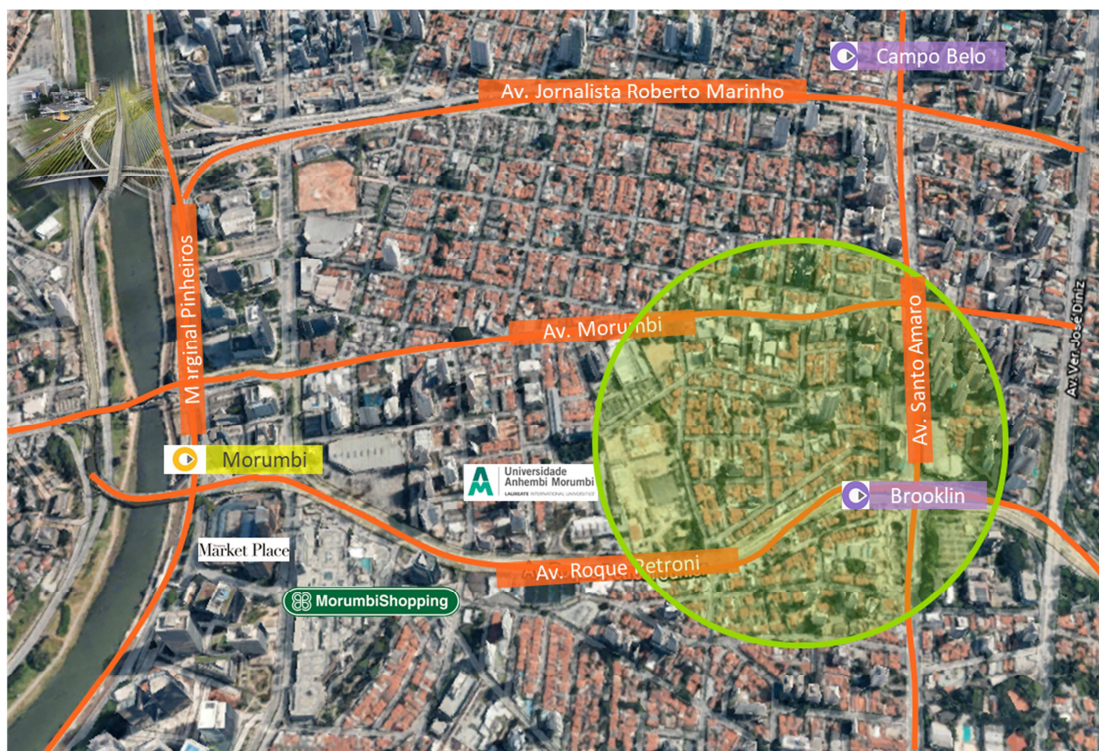 Campo Belo
Av. Jornalista Roberto Marinho
Marginal Pinheiros
Av. Morumbi
Av. Santo Amaro
Av. Ver José Diniz
Morumbi
Universidade
Anhembi Morumbi
LAUREATE INTERNATIONAL UNIVERSITIES
Brooklin
Market Place
Av. Roque Petroni
MorumbiShopping